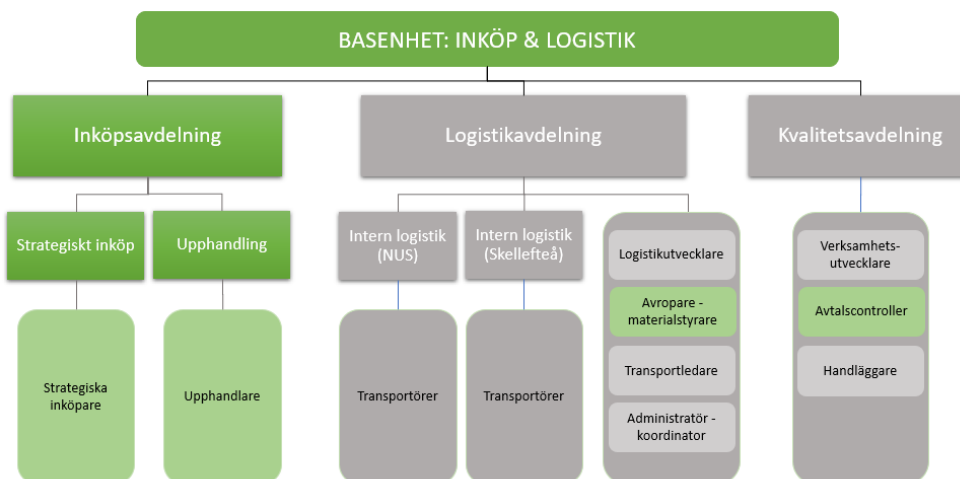 BASENHET: INKÖP & LOGISTIK
Inköpsavdelning
Logistikavdelning
Kvalitetsavdelning
Strategiskt inköp
Upphandling
Intern logistik
(NUS)
Intern logistik
(Skellefteå)
Strategiska
inköpare
Upphandlare
Transportörer
Transportörer
Logistikutvecklare
Avropare -
materialstyrare
Transportledare
Administratör -
koordinator
Verksamhets-
utvecklare
Avtalscontroller
Handläggare